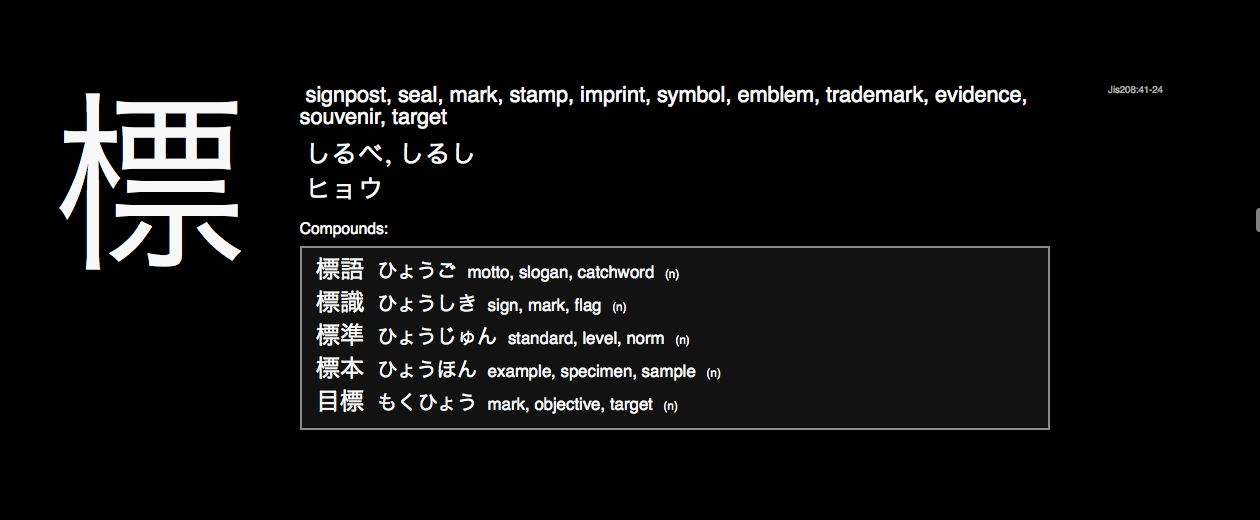 標
signpost, seal, mark, stamp, imprint, symbol, emblem, trademark, evidence,
souvenir, target
Jis208:41-24
しるべ, しるし
ヒョウ
Compounds:
標語 ひょうご motto, slogan, catchword (n)
標識 ひょうしき sign, mark, flag (n)
標準 ひょうじゅん standard, level, norm (n)
標本 ひょうほん example, specimen, sample (n)
目標 もくひょう mark, objective, target (n)